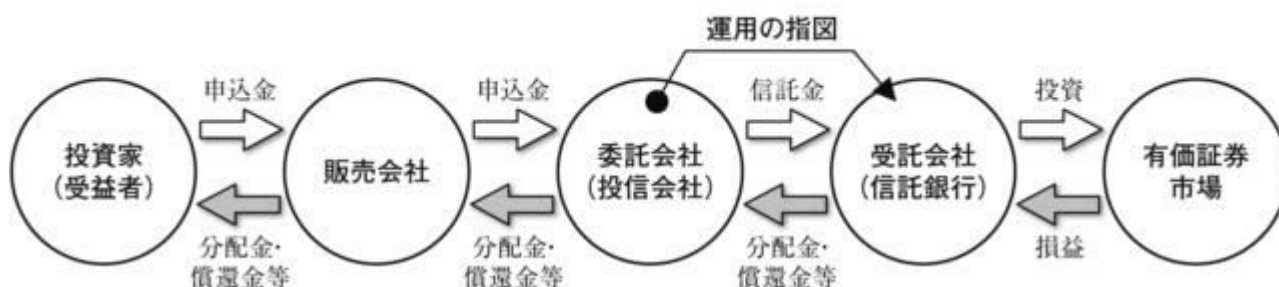 運用の指図
申込金
申込金
信託金
投資
投資家
(受益者)
販売会社
委託会社
(投信会社)
受託会社
(信託銀行)
有価証券
市場
分配金・
償還金等
分配金・
償還金等
分配金・
償還金等
損益